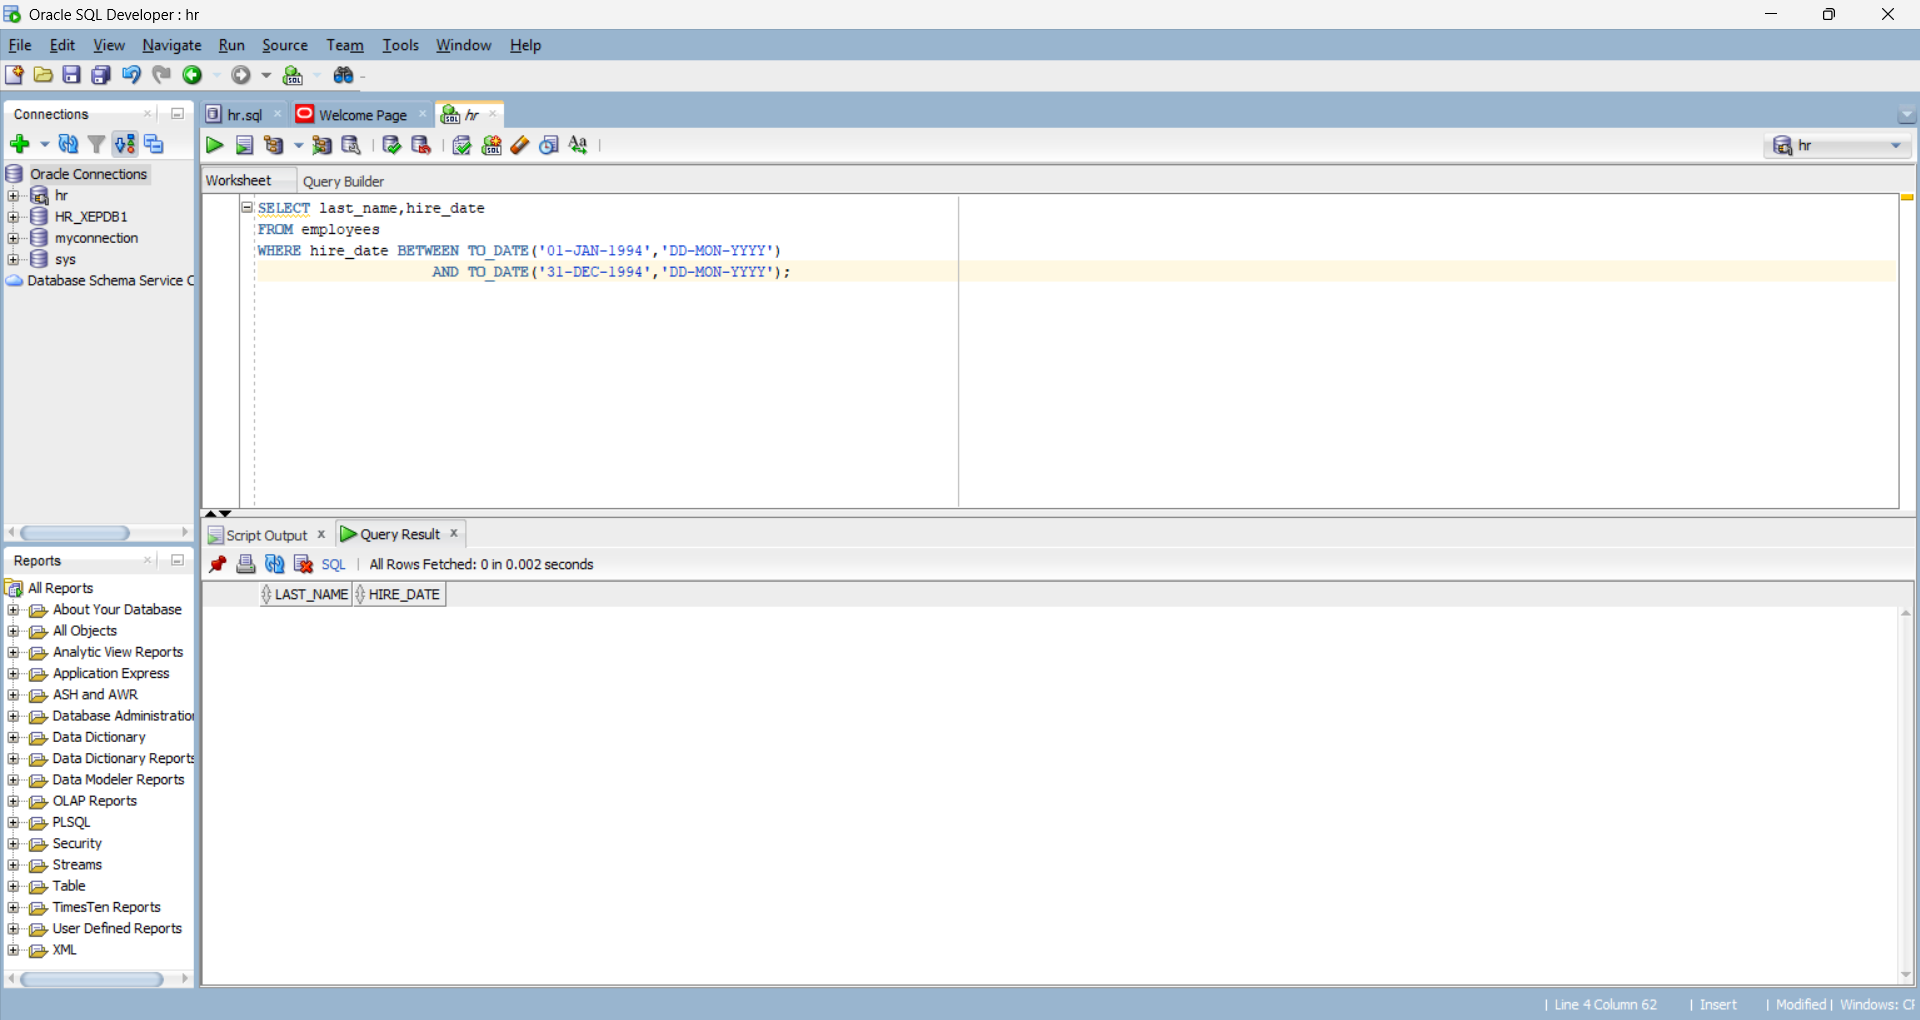 Oracle SQL Developer : hr
File Edit View Navigate Run Source Team Tools Window Help
Connections
hr.sql
Welcome Page
hr
hr
Oracle Connections
hr
HR_XEPDB1
myconnection
sys
Database Schema Service C
Worksheet
Query Builder
SELECT last_name,hire_date
FROM employees
WHERE hire_date BETWEEN TO_DATE('01-JAN-1994','DD-MON-YYYY')
AND TO_DATE('31-DEC-1994','DD-MON-YYYY');
Script Output
Query Result
SQL | All Rows Fetched: 0 in 0.002 seconds
LAST_NAME HIRE_DATE
Reports
All Reports
About Your Database
All Objects
Analytic View Reports
Application Express
ASH and AWR
Database Administration
Data Dictionary
Data Dictionary Reports
Data Modeler Reports
OLAP Reports
PLSQL
Security
Streams
Table
TimesTen Reports
User Defined Reports
XML
| Line 4 Column 62 | Insert | Modified | Windows: CR